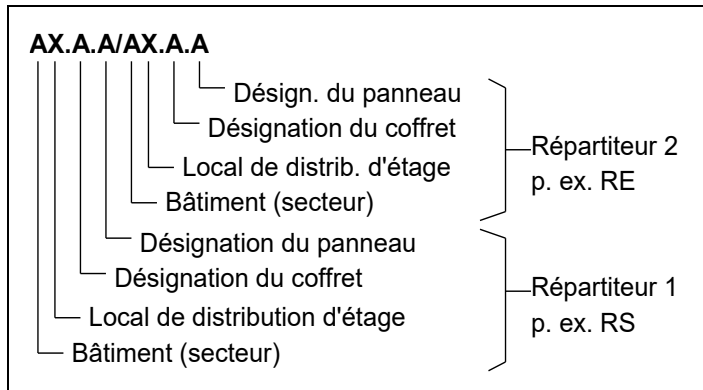 AX.A.A/AX.A.A
Désign. du panneau
Désignation du coffret
Local de distrib. d'étage
Bâtiment (secteur)
Répartiteur 2
p. ex. RE
Désignation du panneau
Désignation du coffret
Local de distribution d'étage
Bâtiment (secteur)
Répartiteur 1
p. ex. RS